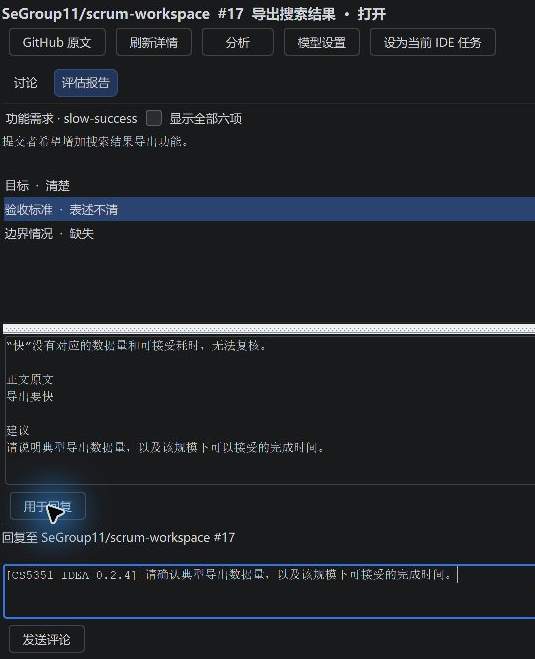 SeGroup11/scrum-workspace #17 导出搜索结果 • 打开
GitHub 原文 刷新详情 分析 模型设置 设为当前 IDE 任务
讨论 评估报告
功能需求 · slow-success 显示全部六项
提交者希望增加搜索结果导出功能。
目标 · 清楚
验收标准 · 表述不清
边界情况 · 缺失
“快”没有对应的数据量和可接受耗时，无法复核。
正文原文
导出要快
建议
请说明典型导出数据量，以及该规模下可以接受的完成时间。
用于回复
回复至 SeGroup11/scrum-workspace #17
[CS5351 IDEA 0.2.4] 请确认典型导出数据量，以及该规模下可接受的完成时间。
发送评论